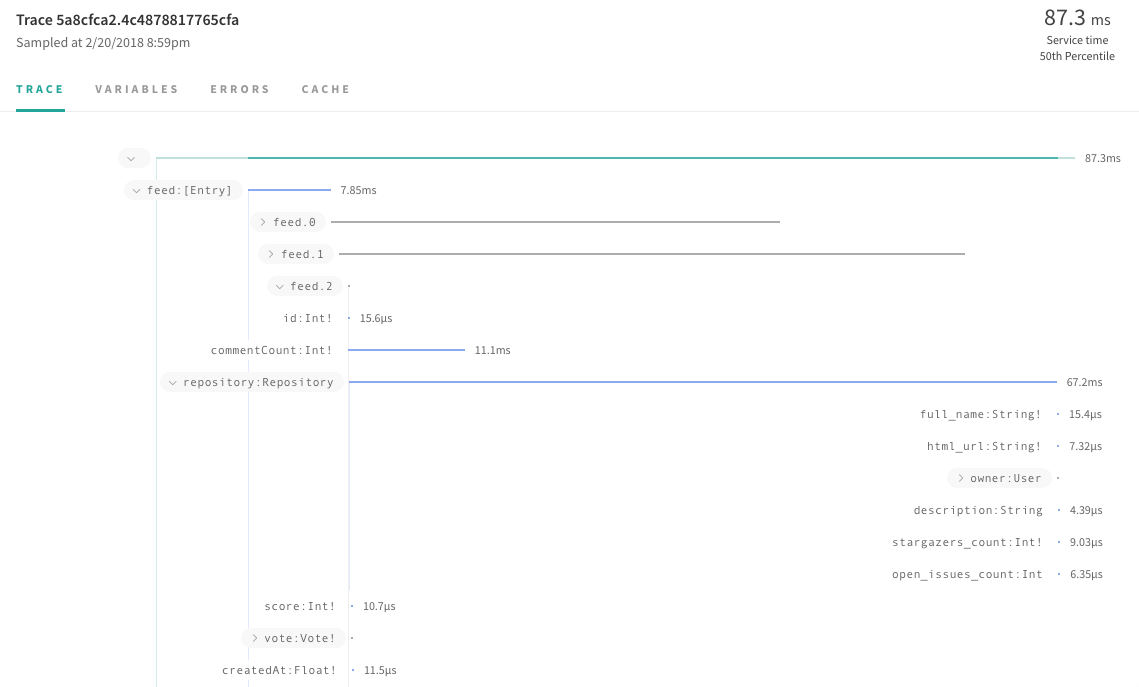 Trace 5a8cfca2.4c4878817765cfa
Sampled at 2/20/2018 8:59pm
87.3 ms
Service time
50th Percentile
TRACE VARIABLES ERRORS CACHE
87.3ms
feed:[Entry] 7.85ms
feed.0
feed.1
feed.2
id:Int! 15.6µs
commentCount:Int! 11.1ms
repository:Repository 67.2ms
full_name:String! 15.4µs
html_url:String! 7.32µs
owner:User
description:String 4.39µs
stargazers_count:Int! 9.03µs
open_issues_count:Int 6.35µs
score:Int! 10.7µs
vote:Vote!
createdAt:Float! 11.5µs